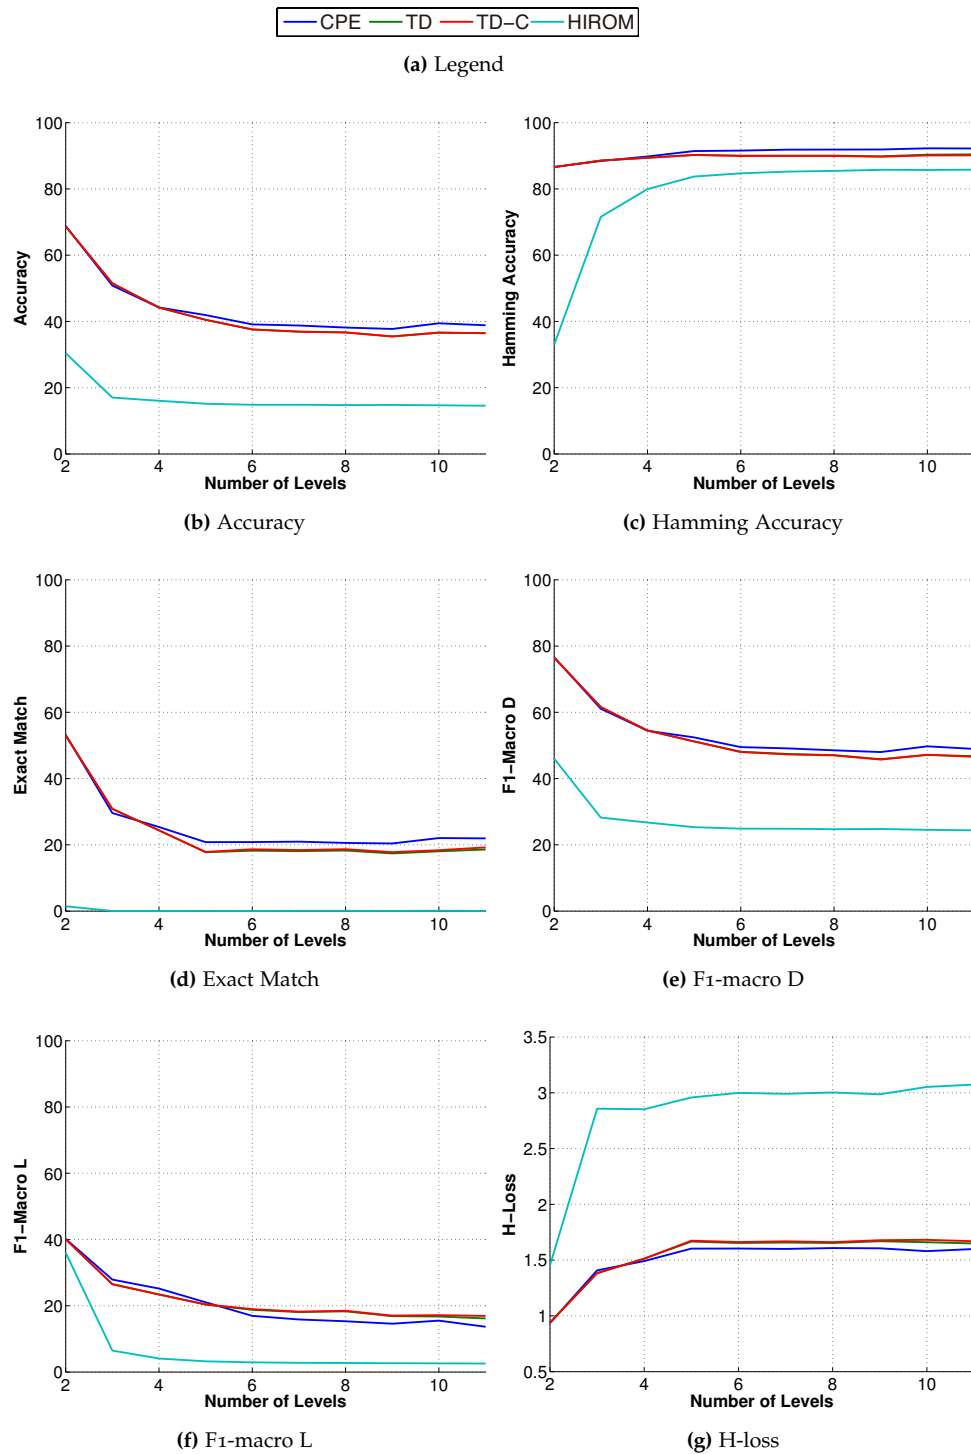 CPE TD TD−C HIROM
(a) Legend
100
80
60
40
20
0
Accuracy
2 4 6 8 10
Number of Levels
(b) Accuracy
100
80
60
40
20
0
Hamming Accuracy
2 4 6 8 10
Number of Levels
(c) Hamming Accuracy
100
80
60
40
20
0
Exact Match
2 4 6 8 10
Number of Levels
(d) Exact Match
100
80
60
40
20
0
F1−Macro D
2 4 6 8 10
Number of Levels
(e) F1-macro D
100
80
60
40
20
0
F1−Macro L
2 4 6 8 10
Number of Levels
(f) F1-macro L
3.5
3
2.5
2
1.5
1
0.5
H−Loss
2 4 6 8 10
Number of Levels
(g) H-loss